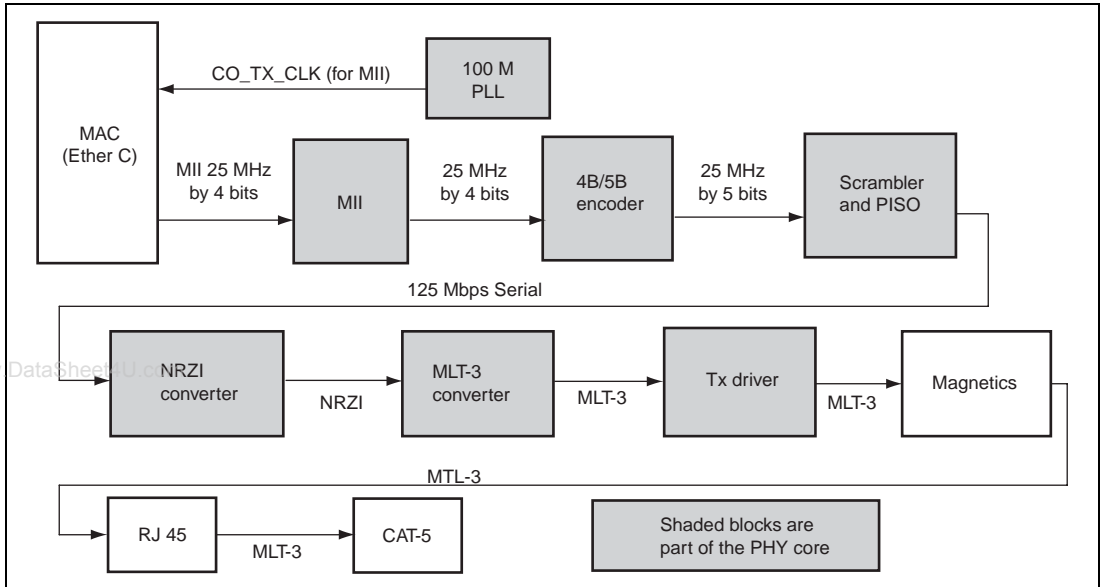 CO_TX_CLK (for MII)
100 M
PLL
MAC
(Ether C)
MII 25 MHz
by 4 bits
MII
25 MHz
by 4 bits
4B/5B
encoder
25 MHz
by 5 bits
Scrambler
and PISO
125 Mbps Serial
DataSheet4U.com
NRZI
converter
NRZI
MLT-3
converter
MLT-3
Tx driver
MLT-3
Magnetics
MTL-3
RJ 45
MLT-3
CAT-5
Shaded blocks are
part of the PHY core